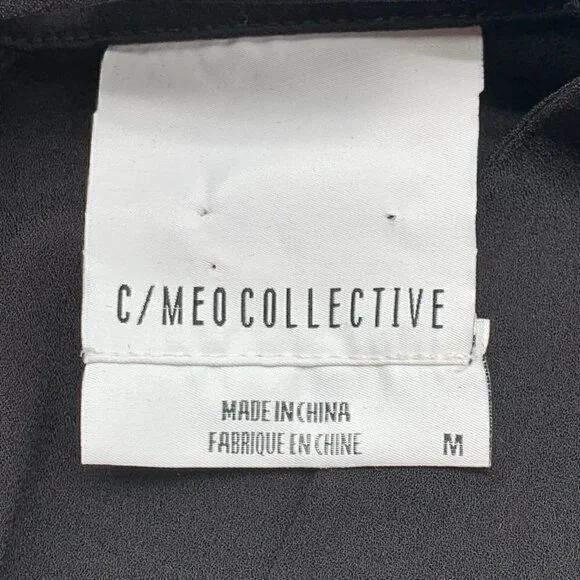 C/MEO COLLECTIVE
MADE IN CHINA
FABRIQUE EN CHINE
M